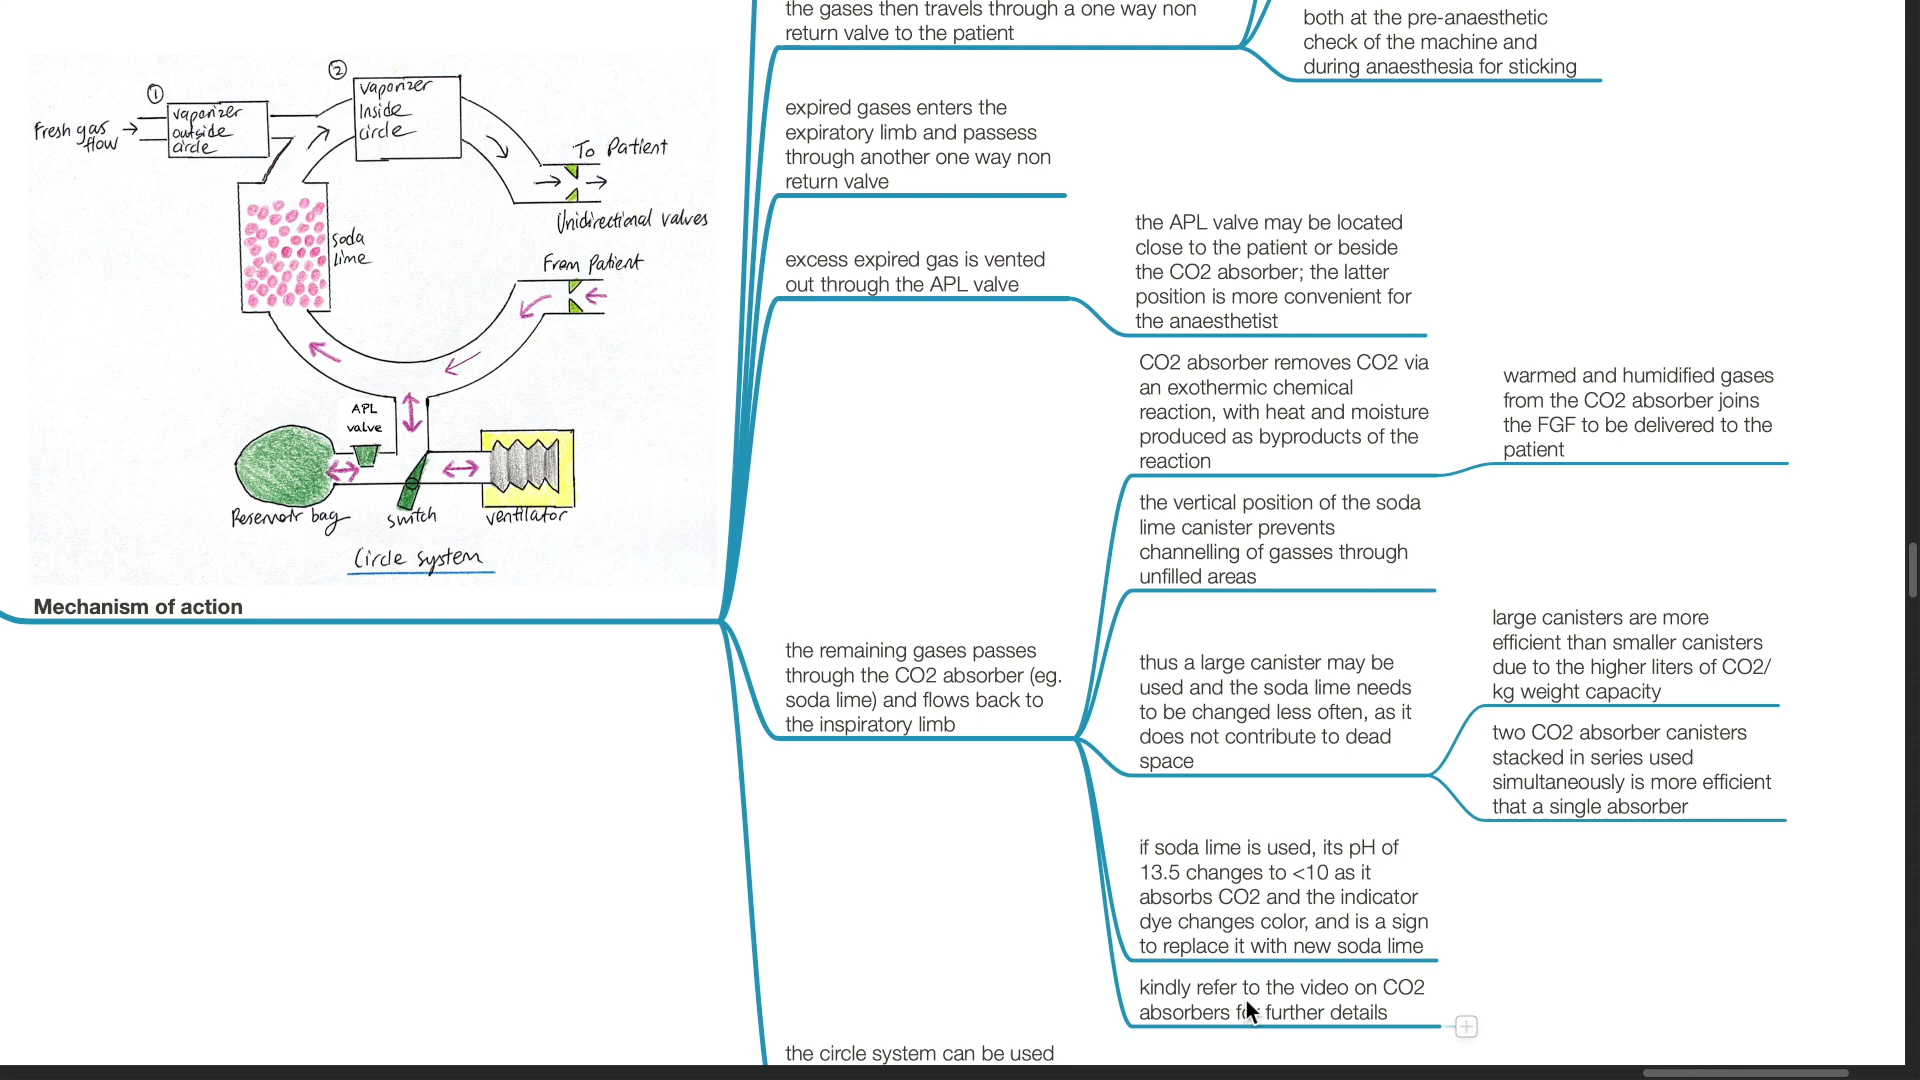 ①
②
Fresh gas
flow
vaporizer
outside
circle
vaporizer
Inside
circle
To Patient
Unidirectional valves
soda
lime
From Patient
APL
valve
Reservoir bag
switch
ventilator
Circle system
Mechanism of action
the gases then travels through a one way non
return valve to the patient
both at the pre-anaesthetic
check of the machine and
during anaesthesia for sticking
expired gases enters the
expiratory limb and passess
through another one way non
return valve
excess expired gas is vented
out through the APL valve
the APL valve may be located
close to the patient or beside
the CO2 absorber; the latter
position is more convenient for
the anaesthetist
the remaining gases passes
through the CO2 absorber (eg.
soda lime) and flows back to
the inspiratory limb
CO2 absorber removes CO2 via
an exothermic chemical
reaction, with heat and moisture
produced as byproducts of the
reaction
warmed and humidified gases
from the CO2 absorber joins
the FGF to be delivered to the
patient
the vertical position of the soda
lime canister prevents
channelling of gasses through
unfilled areas
thus a large canister may be
used and the soda lime needs
to be changed less often, as it
does not contribute to dead
space
large canisters are more
efficient than smaller canisters
due to the higher liters of CO2/
kg weight capacity
two CO2 absorber canisters
stacked in series used
simultaneously is more efficient
that a single absorber
if soda lime is used, its pH of
13.5 changes to <10 as it
absorbs CO2 and the indicator
dye changes color, and is a sign
to replace it with new soda lime
kindly refer to the video on CO2
absorbers for further details
the circle system can be used